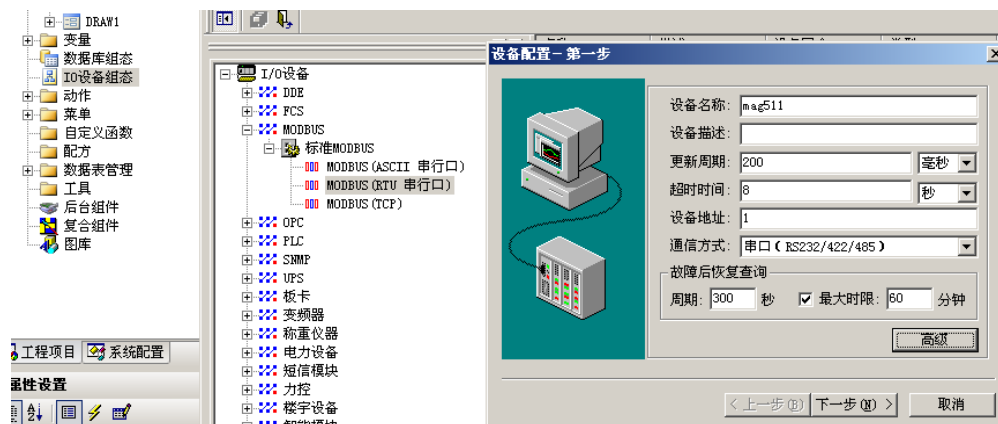 DRAW1
变量
数据库组态
IO设备组态
动作
菜单
自定义函数
配方
数据表管理
工具
后台组件
复合组件
图库
工程项目
系统配置
属性设置
I/O设备
DDE
FCS
MODBUS
标准MODBUS
MODBUS(ASCII 串行口)
MODBUS(RTU 串行口)
MODBUS(TCP)
OPC
PLC
SNMP
UPS
板卡
变频器
称重仪器
电力设备
短信模块
力控
楼宇设备
智能模块
设备配置－第一步
设备名称: mag511
设备描述:
更新周期: 200 毫秒
超时时间: 8 秒
设备地址: 1
通信方式: 串口（RS232/422/485）
故障后恢复查询
周期: 300 秒 最大时限: 60 分钟
高级
<上一步(B) 下一步(N)> 取消